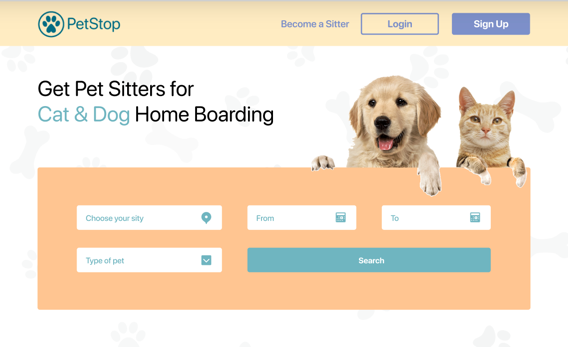 PetStop
Become a Sitter
Login
Sign Up
Get Pet Sitters for
Cat & Dog Home Boarding
Choose your sity
From
To
Type of pet
Search